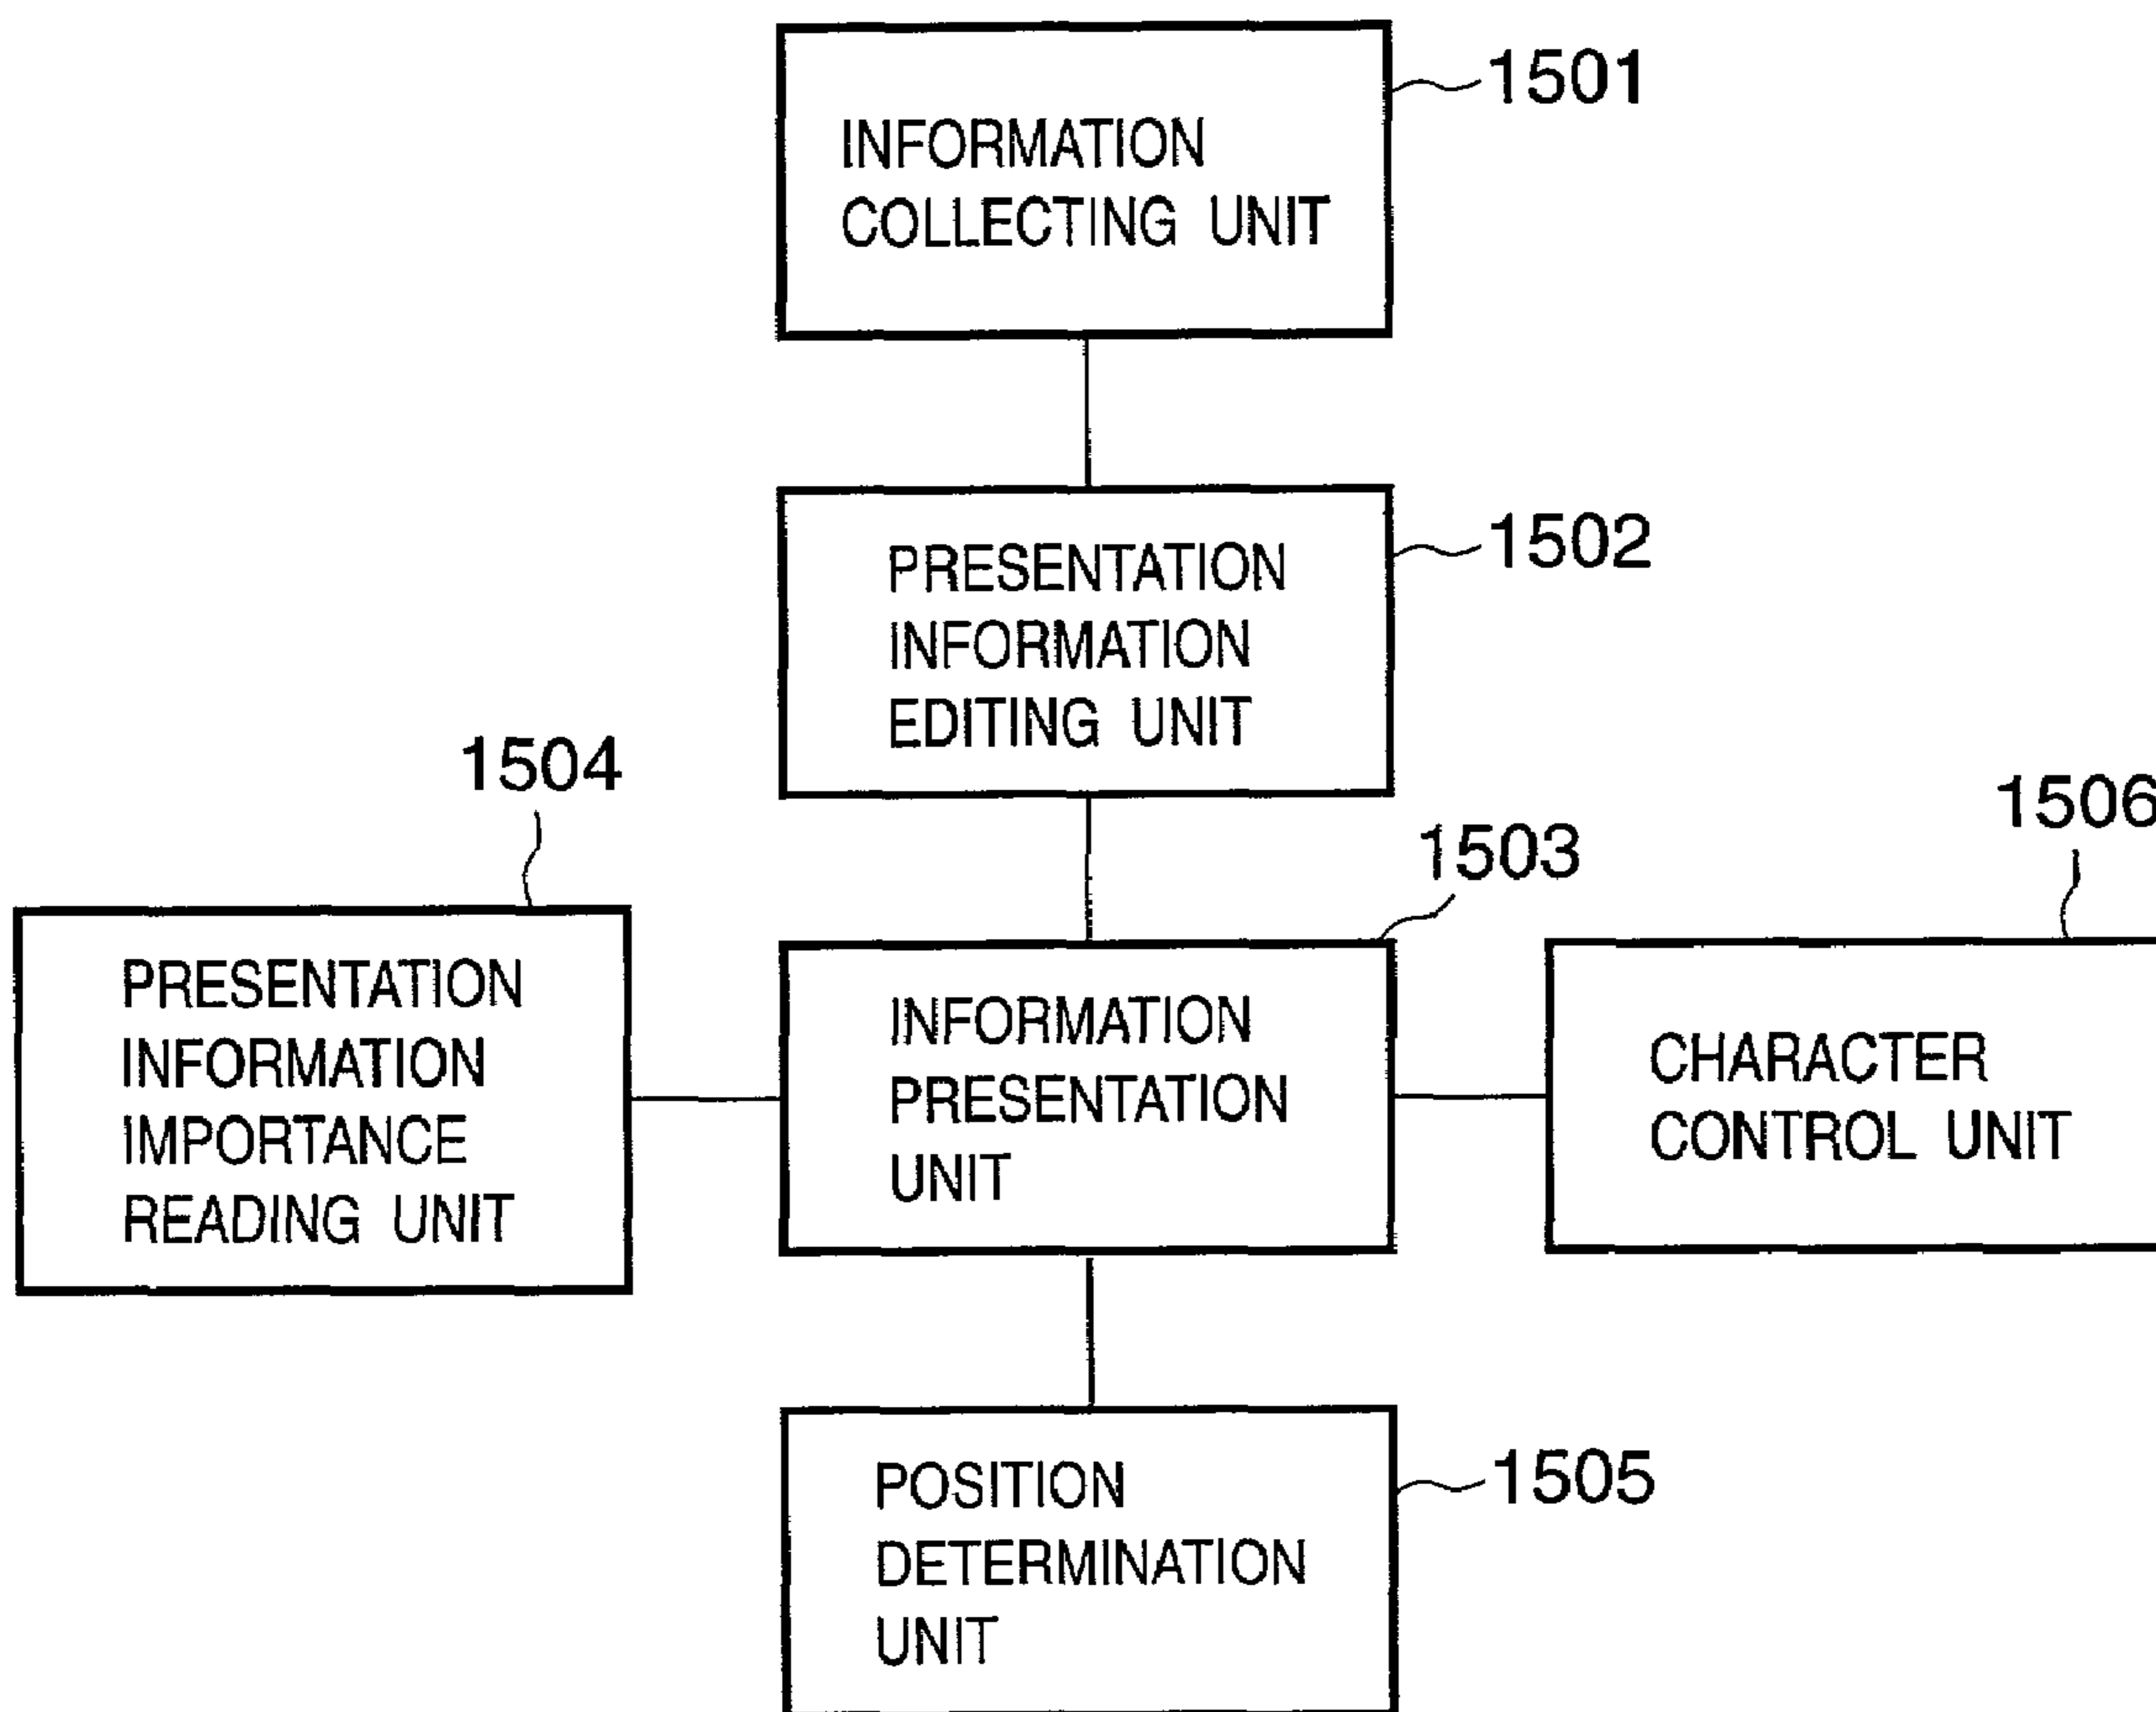 1501
INFORMATION
COLLECTING UNIT
1502
PRESENTATION
INFORMATION
EDITING UNIT
1504
1506
1503
PRESENTATION
INFORMATION
IMPORTANCE
READING UNIT
INFORMATION
PRESENTATION
UNIT
CHARACTER
CONTROL UNIT
1505
POSITION
DETERMINATION
UNIT